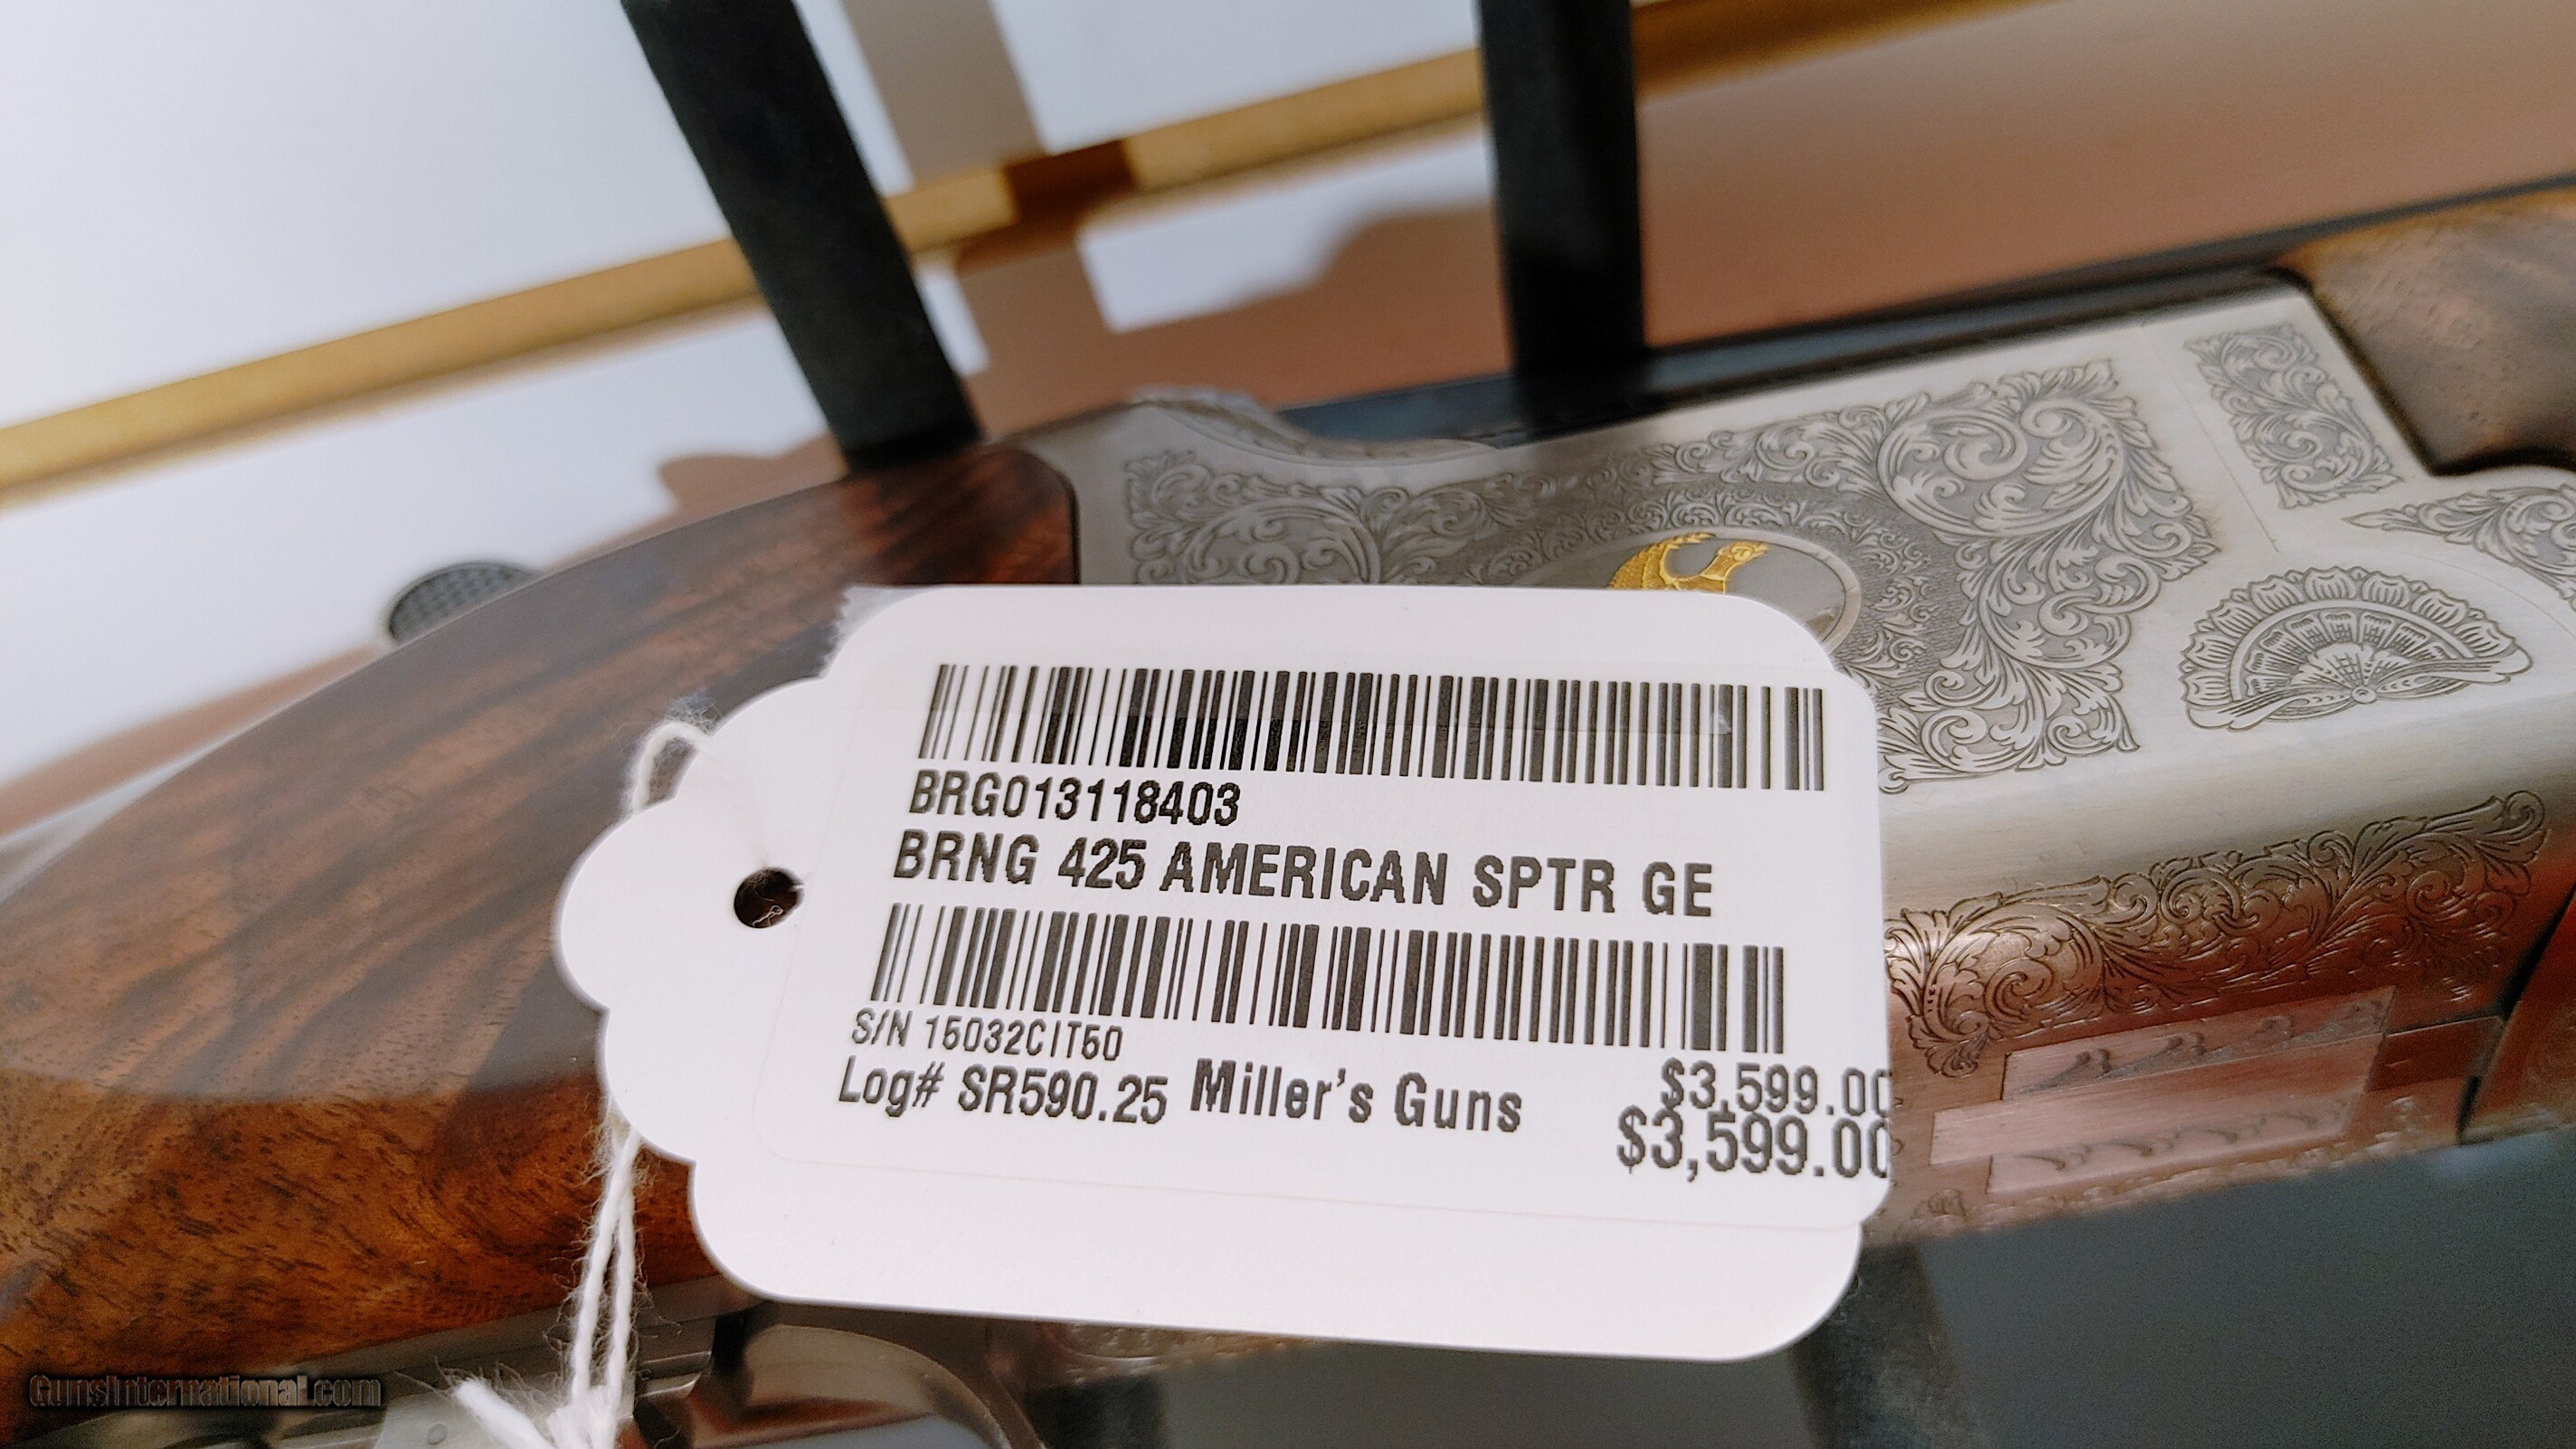 BRG013118403
BRNG 425 AMERICAN SPTR GE
S/N 15032CIT50
Log# SR590.25 Miller's Guns $3,599.00
$3,599.00
GunsInternational.com